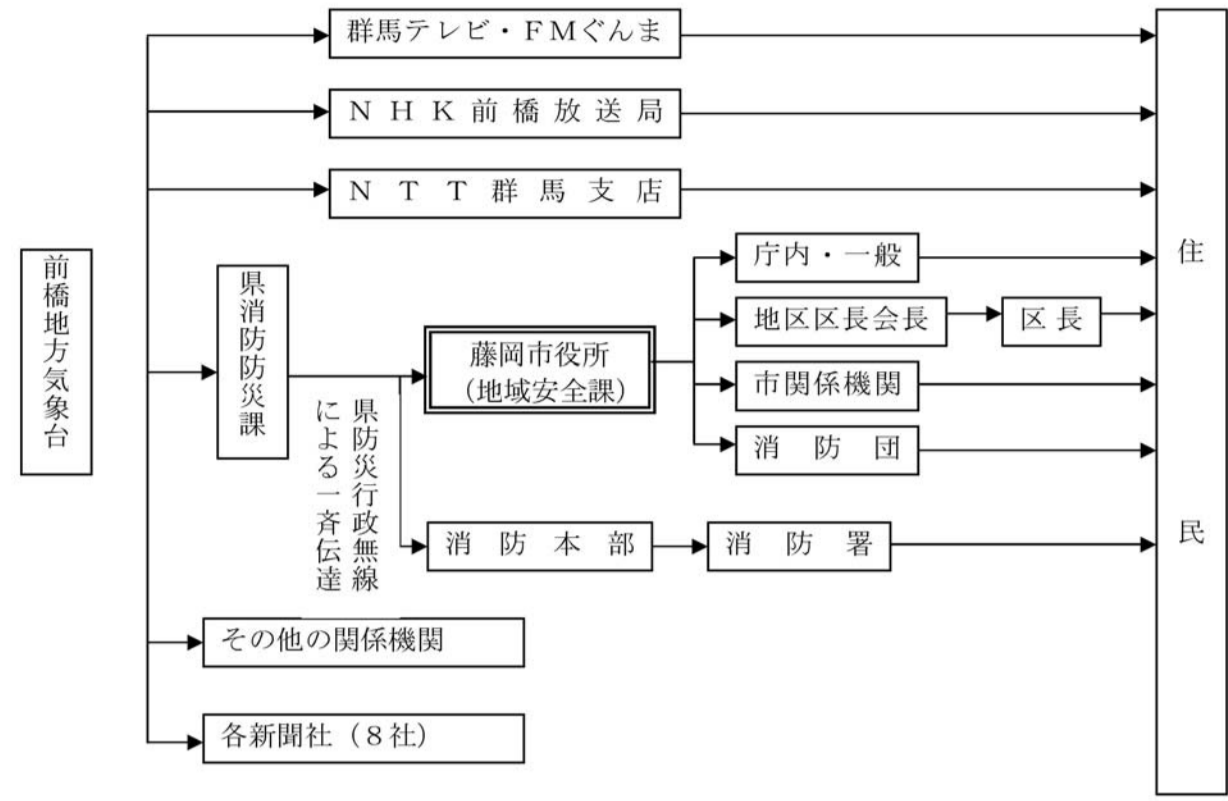 群馬テレビ・ＦＭぐんま
ＮＨＫ前橋放送局
ＮＴＴ群馬支店
前橋地方気象台
県消防防災課
県防災行政無線
による一斉伝達
藤岡市役所
（地域安全課）
庁内・一般
地区区長会長
区長
市関係機関
消防団
消防本部
消防署
その他の関係機関
各新聞社（８社）
住民